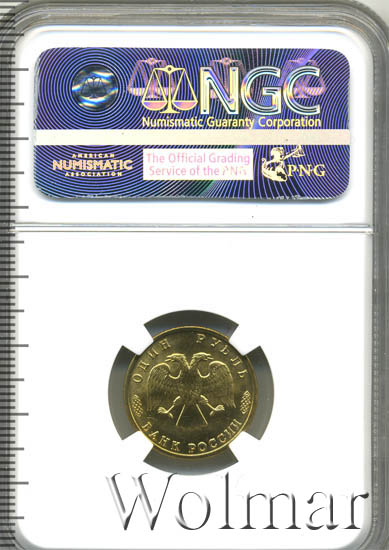 NGC
Numismatic Guaranty Corporation
AMERICAN
NUMISMATIC
ASSOCIATION
The Official Grading
Service of the PNG
PNG
ОДИН РУБЛЬ
БАНК РОССИИ
Wolmar